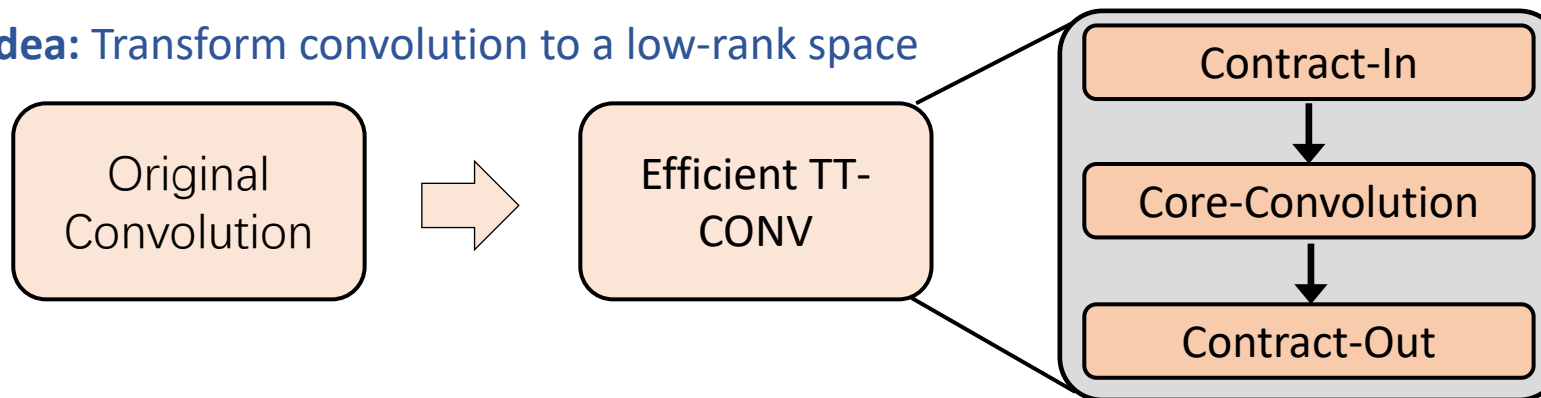 dea: Transform convolution to a low-rank space
Original
Convolution
Efficient TT-
CONV
Contract-In
Core-Convolution
Contract-Out